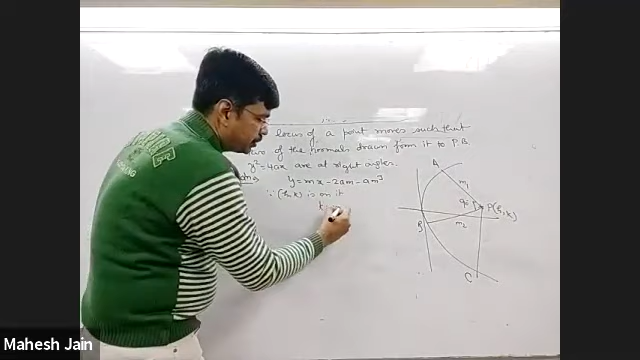 locus of a point moves such that
two of the normals drawn from it to P.B.
y²=4ax are at right angles.
Ans y = mx - 2am - am³
∵ (h, k) is on it
k
A
m₁
90
P(h, k)
B
m₂
C
Mahesh Jain